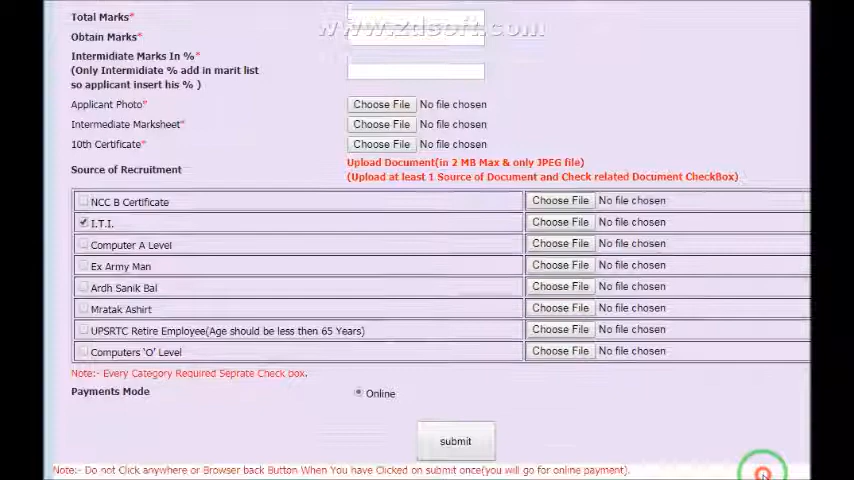 www.zdsoft.com
Total Marks*
Obtain Marks*
Intermidiate Marks In %*
(Only Intermidiate % add in marit list
so applicant insert his % )
Applicant Photo* Choose File No file chosen
Intermediate Marksheet* Choose File No file chosen
10th Certificate* Choose File No file chosen
Source of Recruitment
Upload Document(in 2 MB Max & only JPEG file)
(Upload at least 1 Source of Document and Check related Document CheckBox)
NCC B Certificate Choose File No file chosen
I.T.I. Choose File No file chosen
Computer A Level Choose File No file chosen
Ex Army Man Choose File No file chosen
Ardh Sanik Bal Choose File No file chosen
Mratak Ashirt Choose File No file chosen
UPSRTC Retire Employee(Age should be less then 65 Years) Choose File No file chosen
Computers 'O' Level Choose File No file chosen
Note:- Every Category Required Seprate Check box.
Payments Mode Online
submit
Note:- Do not Click anywhere or Browser back Button When You have Clicked on submit once(you will go for online payment).